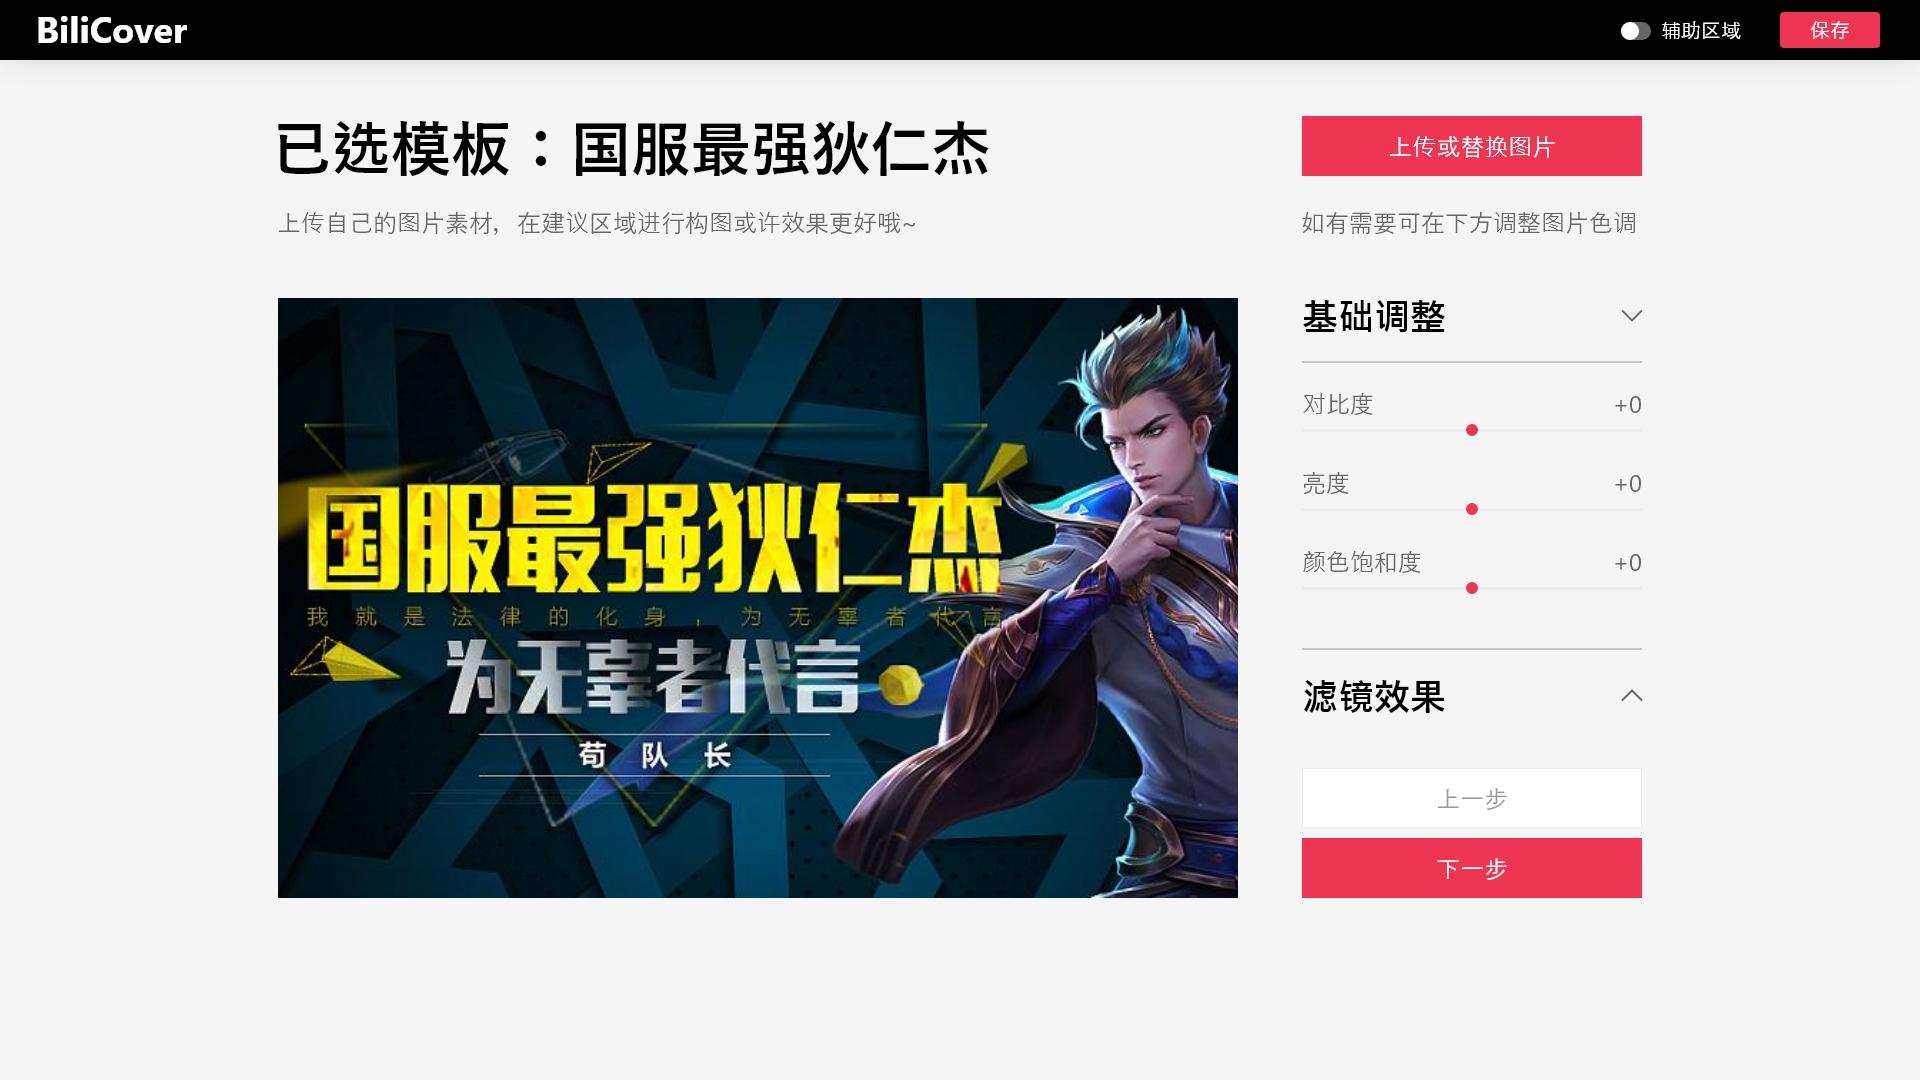 BiliCover
辅助区域
保存
已选模板：国服最强狄仁杰
上传或替换图片
上传自己的图片素材，在建议区域进行构图或许效果更好哦~
如有需要可在下方调整图片色调
国服最强狄仁杰
我就是法律的化身，为无辜者代言
为无辜者代言
苟队长
基础调整
对比度 +0
亮度 +0
颜色饱和度 +0
滤镜效果
上一步
下一步